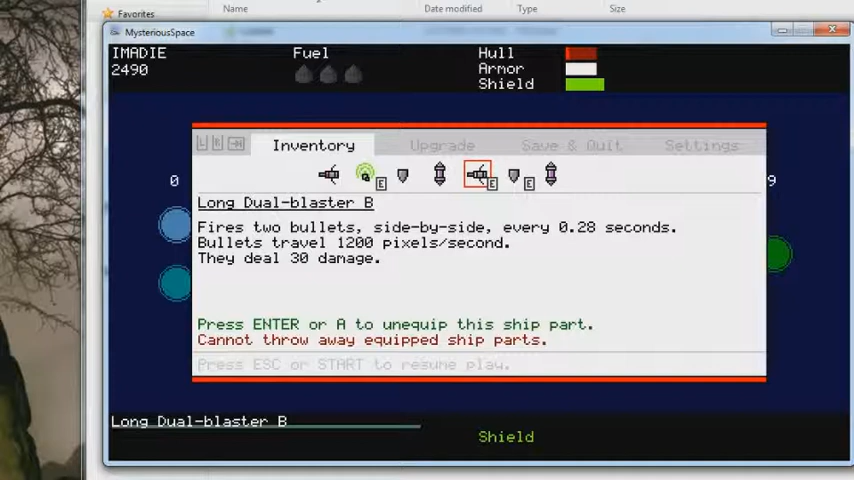 Favorites
Name
Date modified
Type
Size
MysteriousSpace
IMADIE
2490
Fuel
Hull
Armor
Shield
Inventory
Upgrade
Save & Quit
Settings
E
E
E
0
9
Long Dual-blaster B
Fires two bullets, side-by-side, every 0.28 seconds.
Bullets travel 1200 pixels/second.
They deal 30 damage.
Press ENTER or A to unequip this ship part.
Cannot throw away equipped ship parts.
Press ESC or START to resume play.
Long Dual-blaster B
Shield